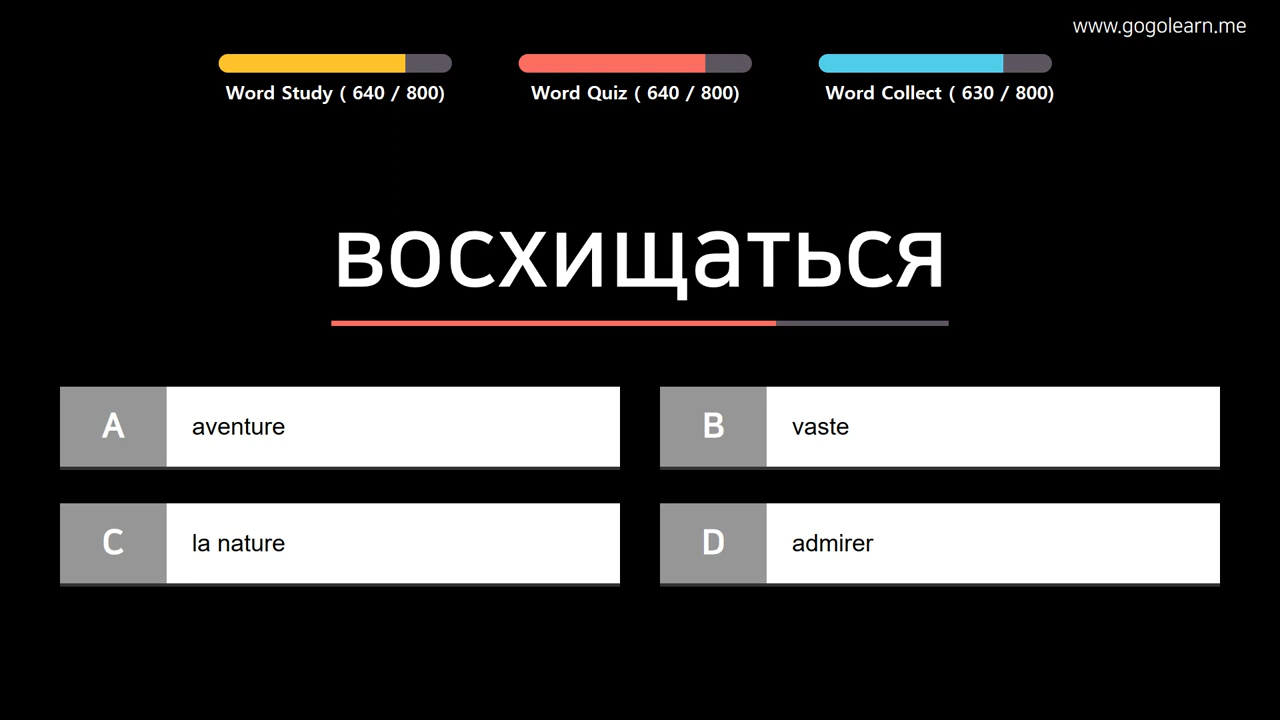 www.gogolearn.me
Word Study ( 640 / 800)
Word Quiz ( 640 / 800)
Word Collect ( 630 / 800)
восхищаться
A aventure
B vaste
C la nature
D admirer